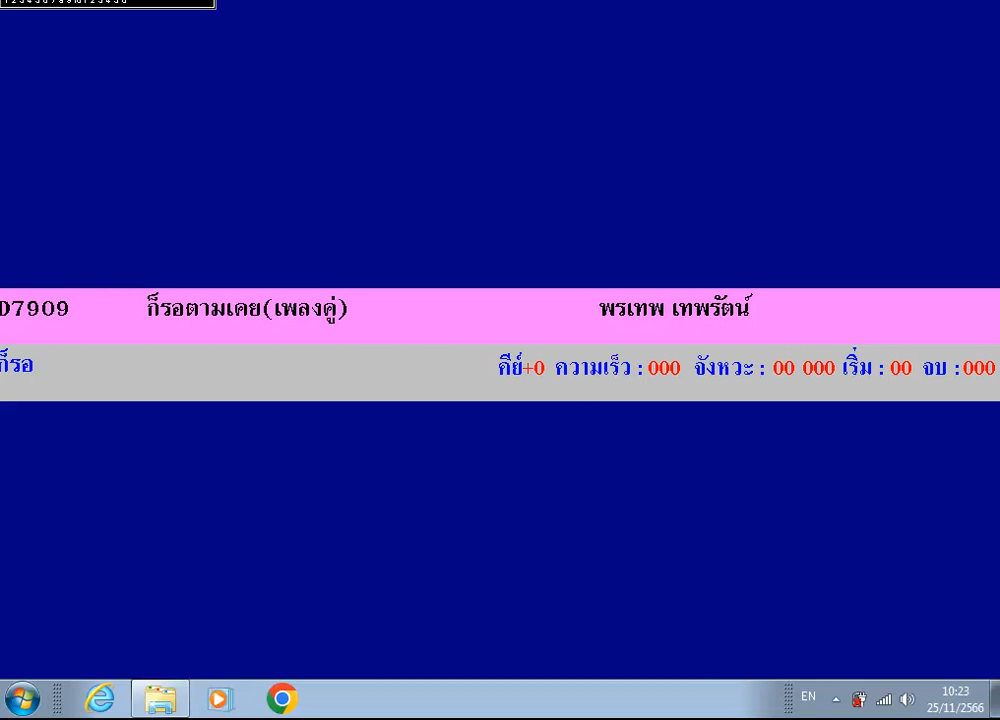 D7909 ก็รอตามเคย(เพลงคู่) พรเทพ เทพรัตน์
ก็รอ คีย์+0 ความเร็ว : 000 จังหวะ : 00 000 เริ่ม : 00 จบ :000
EN 10:23
25/11/2566